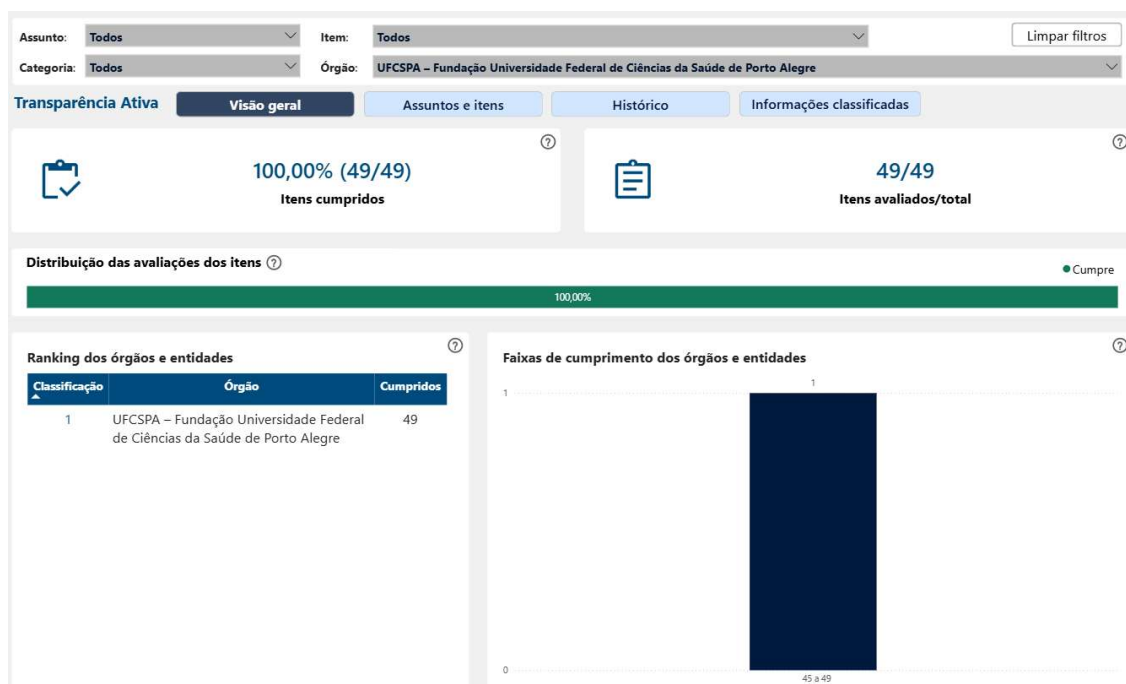 Assunto: Todos Item: Todos Limpar filtros
Categoria: Todos Órgão: UFCSPA – Fundação Universidade Federal de Ciências da Saúde de Porto Alegre
Transparência Ativa Visão geral Assuntos e itens Histórico Informações classificadas
100,00% (49/49)
Itens cumpridos
49/49
Itens avaliados/total
Distribuição das avaliações dos itens
Cumpre
100,00%
Ranking dos órgãos e entidades
Classificação Órgão Cumpridos
1 UFCSPA – Fundação Universidade Federal 49
de Ciências da Saúde de Porto Alegre
Faixas de cumprimento dos órgãos e entidades
1
1
0
45 a 49